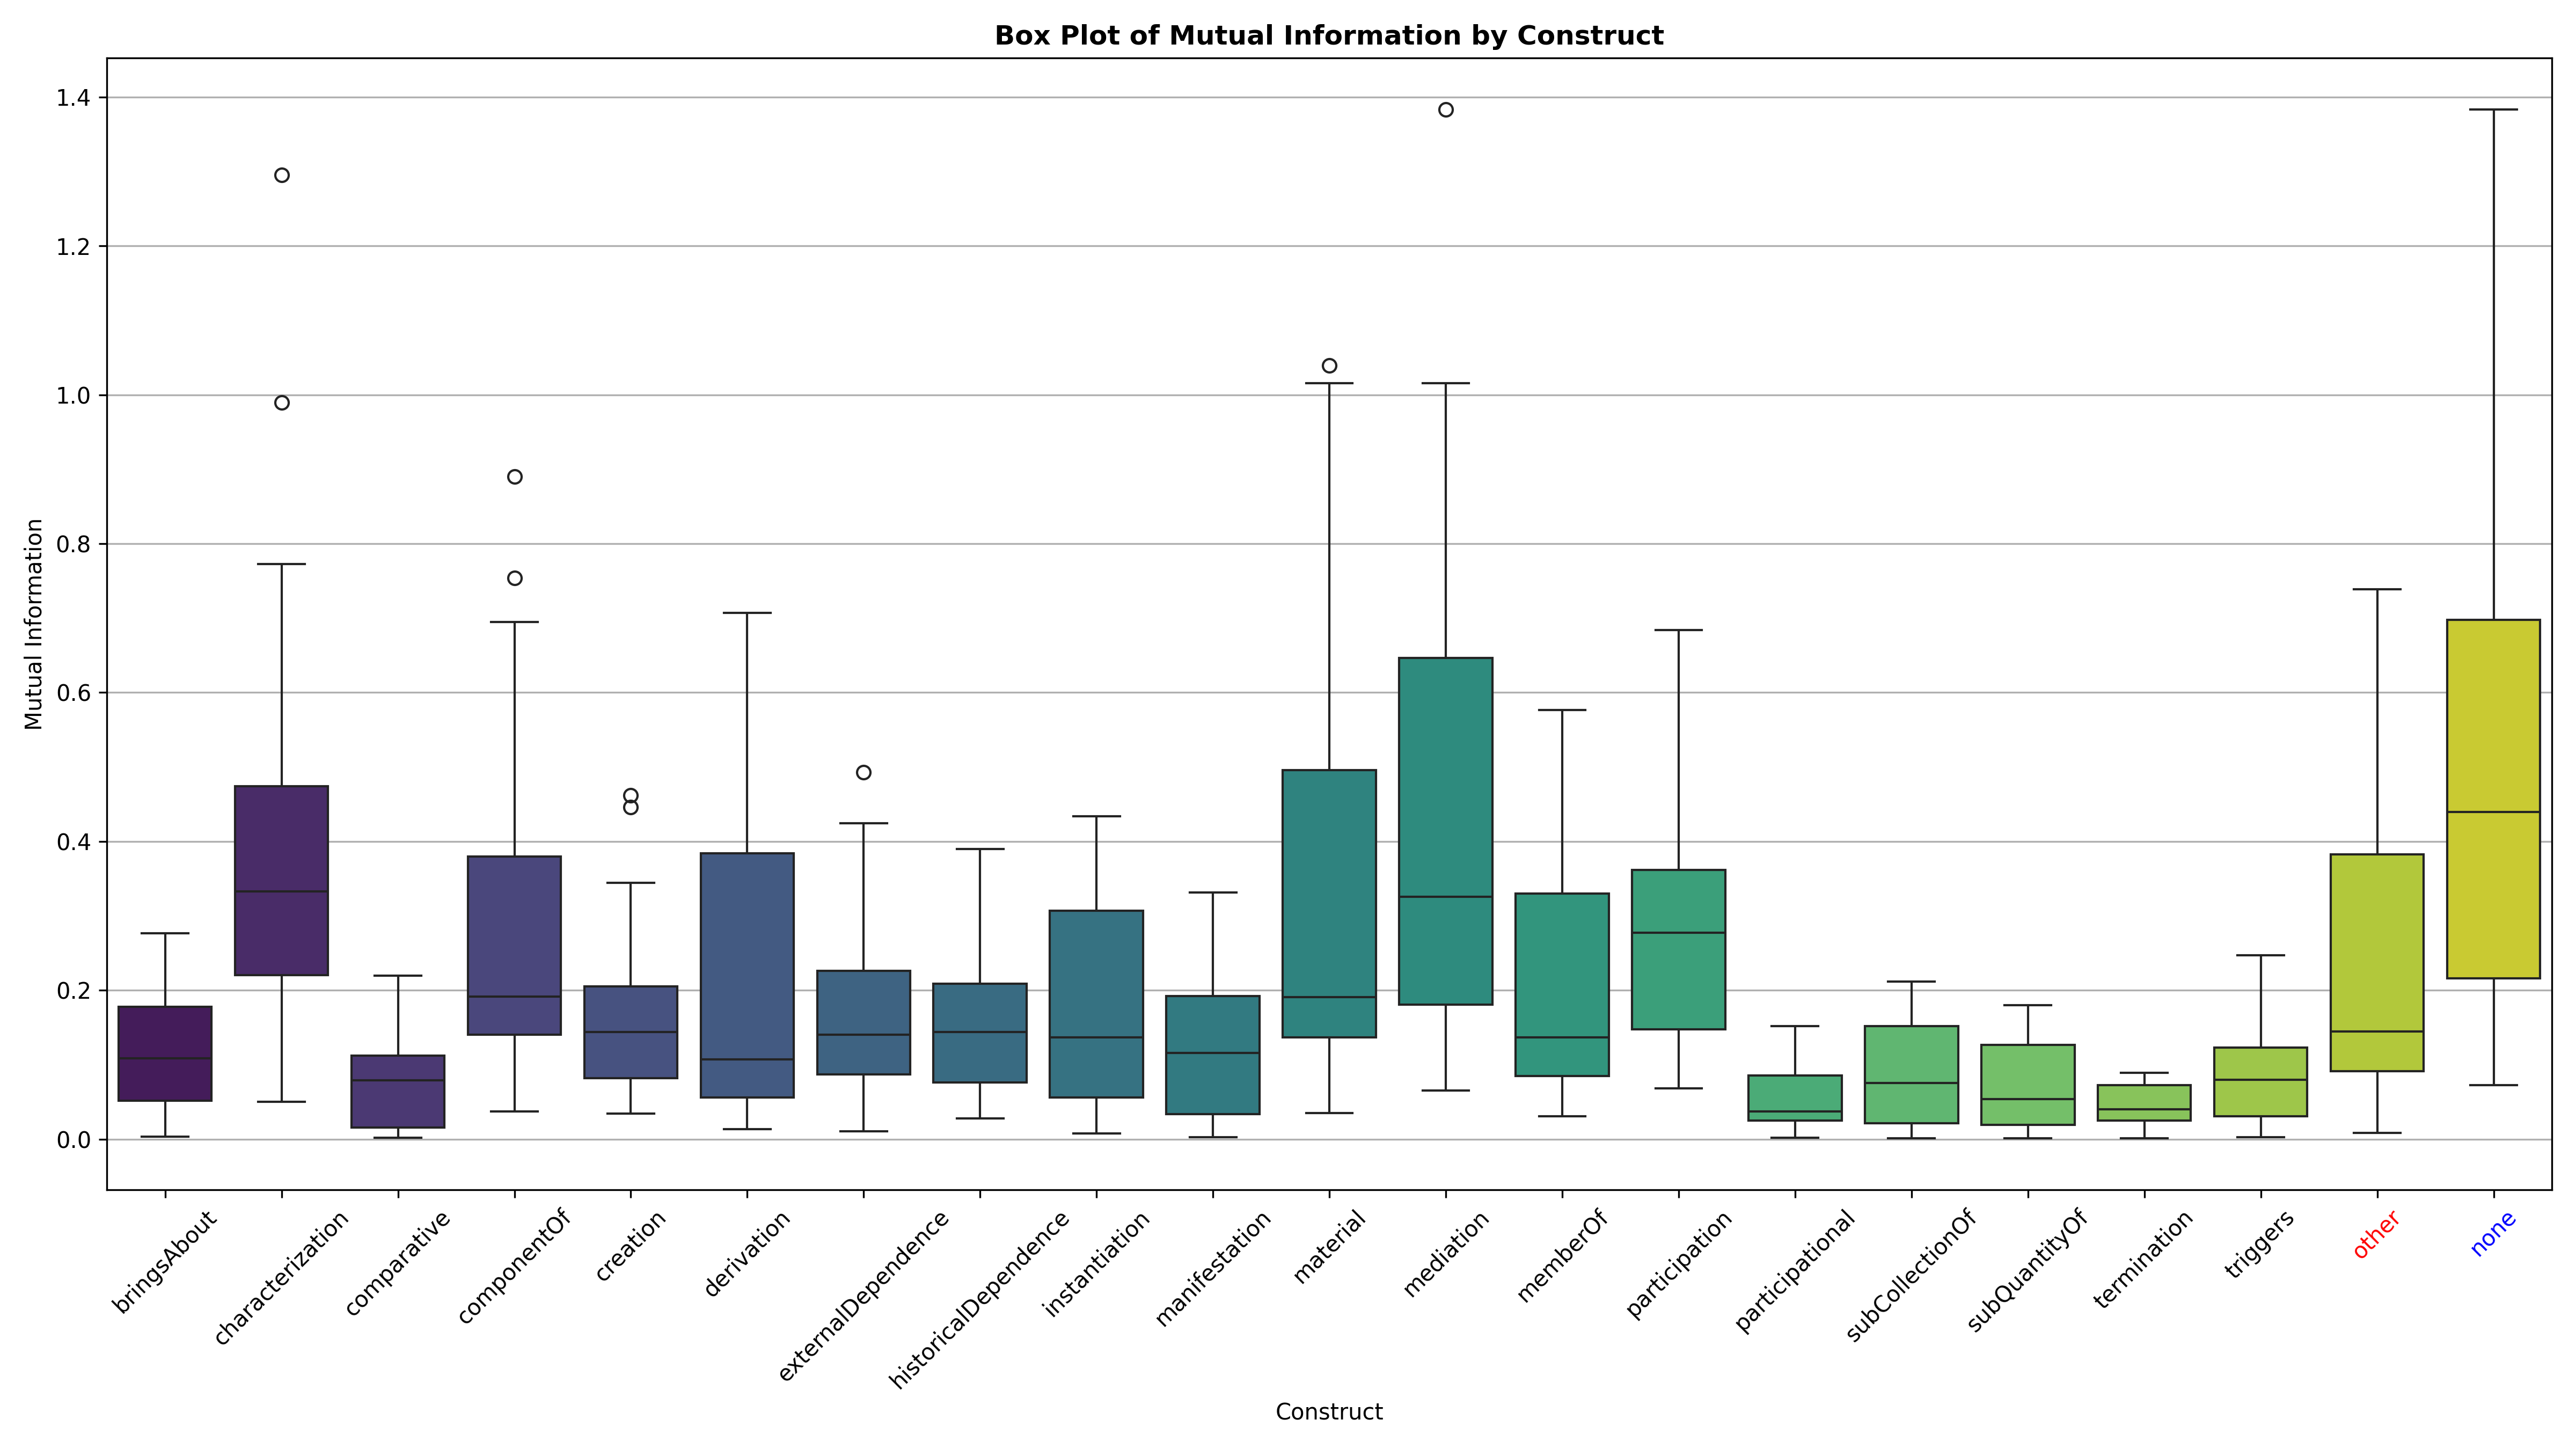 Box Plot of Mutual Information by Construct
Mutual Information
1.4
1.2
1.0
0.8
0.6
0.4
0.2
0.0
bringsAbout
characterization
comparative
componentOf
creation
derivation
externalDependence
historicalDependence
instantiation
manifestation
material
mediation
memberOf
participation
participational
subCollectionOf
subQuantityOf
termination
triggers
other
none
Construct